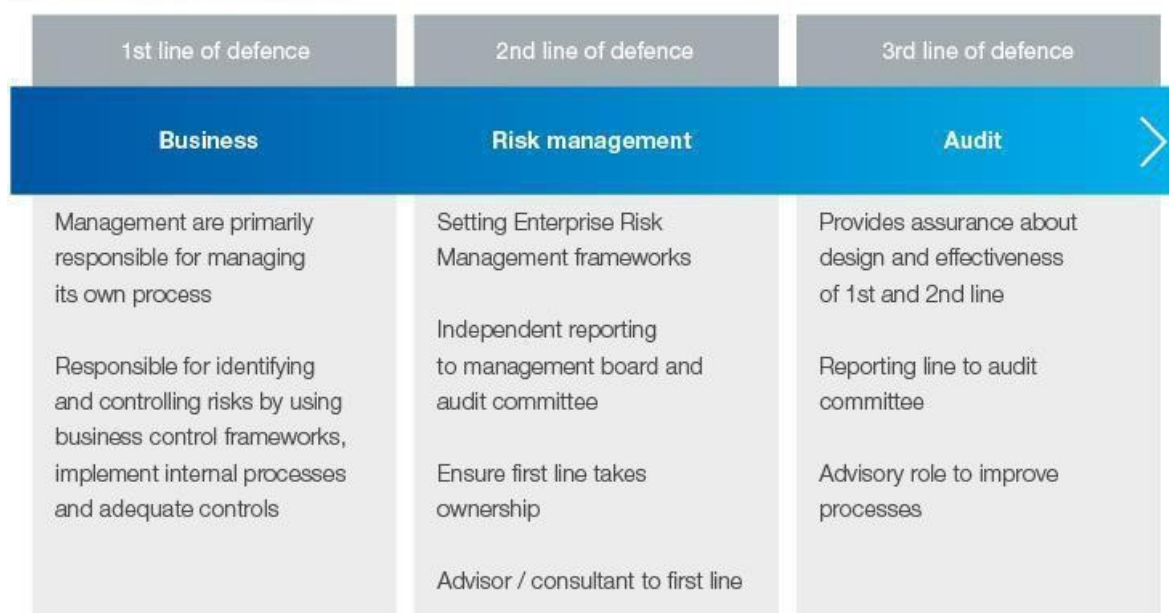 1st line of defence
2nd line of defence
3rd line of defence
Business
Risk management
Audit
Management are primarily
responsible for managing
its own process
Responsible for identifying
and controlling risks by using
business control frameworks,
implement internal processes
and adequate controls
Setting Enterprise Risk
Management frameworks
Independent reporting
to management board and
audit committee
Ensure first line takes
ownership
Advisor / consultant to first line
Provides assurance about
design and effectiveness
of 1st and 2nd line
Reporting line to audit
committee
Advisory role to improve
processes